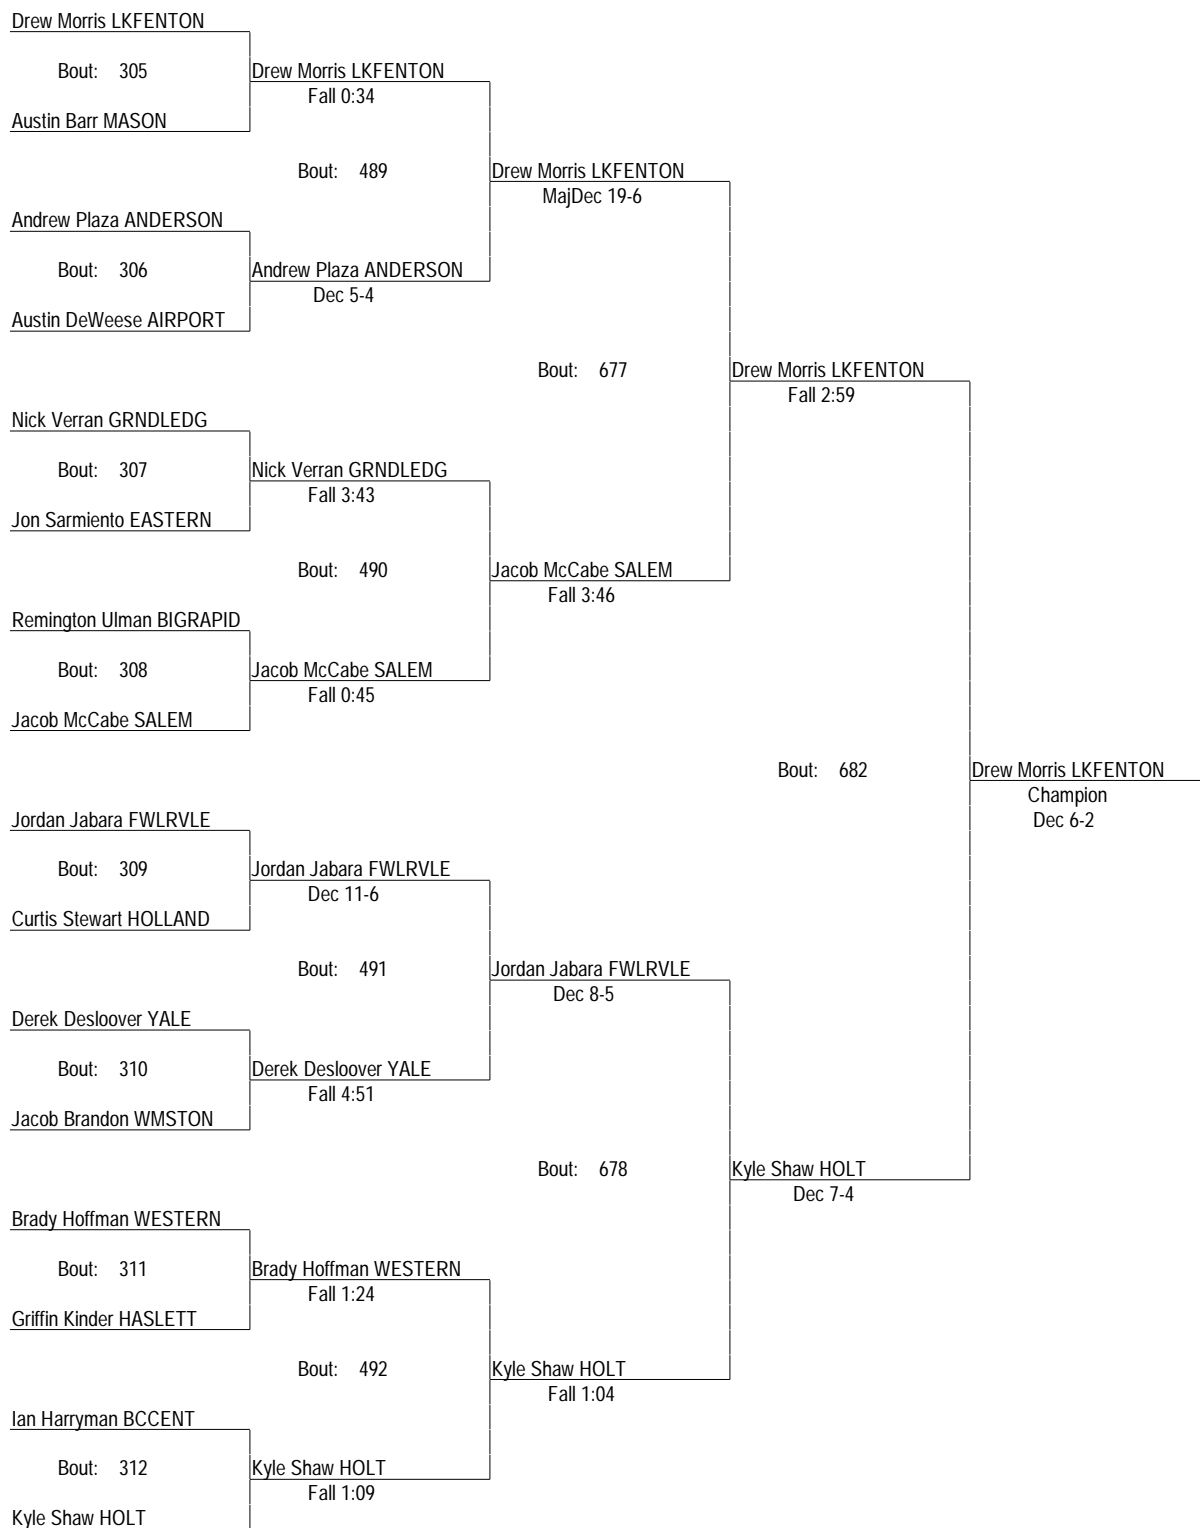 Drew Morris LKFENTON
Bout: 305
Drew Morris LKFENTON
Fall 0:34
Austin Barr MASON
Bout: 489
Drew Morris LKFENTON
MajDec 19-6
Andrew Plaza ANDERSON
Bout: 306
Andrew Plaza ANDERSON
Dec 5-4
Austin DeWeese AIRPORT
Bout: 677
Drew Morris LKFENTON
Fall 2:59
Nick Verran GRNDLEDG
Bout: 307
Nick Verran GRNDLEDG
Fall 3:43
Jon Sarmiento EASTERN
Bout: 490
Jacob McCabe SALEM
Fall 3:46
Remington Ulman BIGRAPID
Bout: 308
Jacob McCabe SALEM
Fall 0:45
Jacob McCabe SALEM
Bout: 682
Drew Morris LKFENTON
Champion
Dec 6-2
Jordan Jabara FWLRVLE
Bout: 309
Jordan Jabara FWLRVLE
Dec 11-6
Curtis Stewart HOLLAND
Bout: 491
Jordan Jabara FWLRVLE
Dec 8-5
Derek Desloover YALE
Bout: 310
Derek Desloover YALE
Fall 4:51
Jacob Brandon WMSTON
Bout: 678
Kyle Shaw HOLT
Dec 7-4
Brady Hoffman WESTERN
Bout: 311
Brady Hoffman WESTERN
Fall 1:24
Griffin Kinder HASLETT
Bout: 492
Kyle Shaw HOLT
Fall 1:04
Ian Harryman BCCENT
Bout: 312
Kyle Shaw HOLT
Fall 1:09
Kyle Shaw HOLT